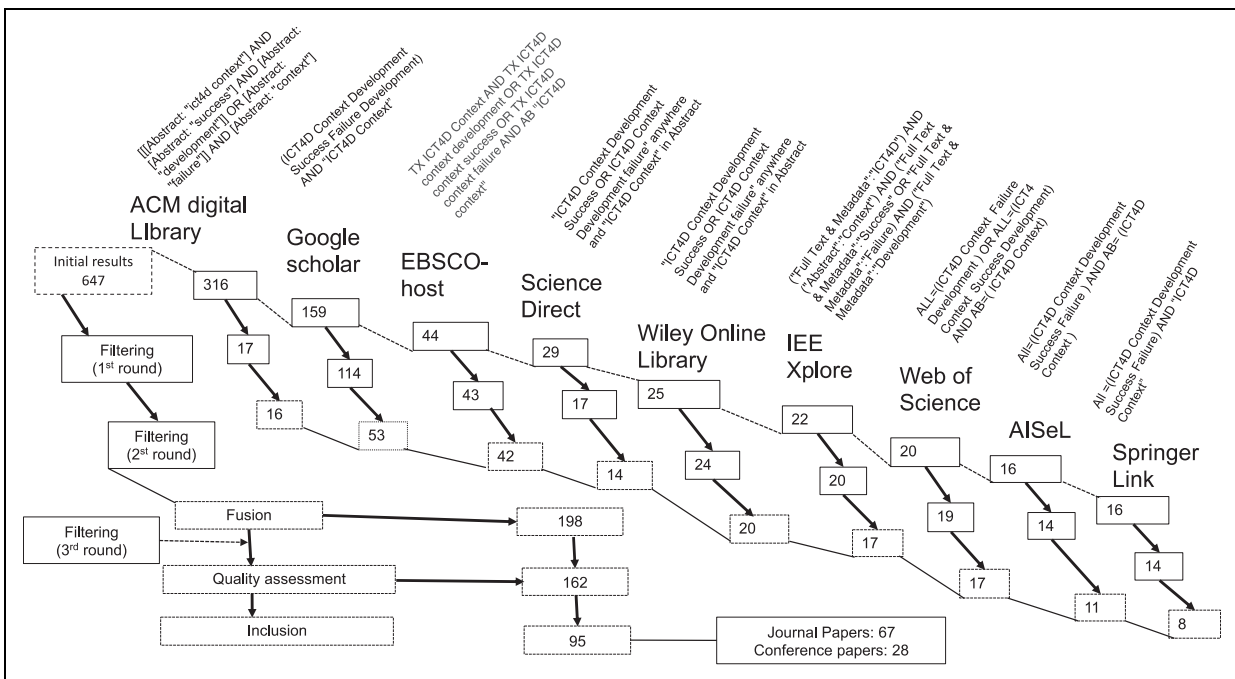 [[[Abstract: "ict4d context"] AND
[Abstract: "success"] AND [Abstract:
"development"]] OR [Abstract:
"failure"]] AND [Abstract: "context"]
(ICT4D Context Development
Success Failure Development)
AND "ICT4D Context"
TX ICT4D Context AND TX ICT4D
context development OR TX ICT4D
context success OR TX ICT4D
context failure AND AB "ICT4D
context"
"ICT4D Context Development
Success OR ICT4D Context
Development failure" anywhere
and "ICT4D Context" in Abstract
"ICT4D Context Development
Success OR ICT4D Context
Development failure" anywhere
and "ICT4D Context" in Abstract
("Full Text & Metadata":"ICT4D") AND
("Abstract":"Context") AND ("Full Text
& Metadata":"Success" OR "Full Text &
Metadata":"Failure) AND ("Full Text &
Metadata":"Development")
ALL=(ICT4D Context Failure
Development ) OR ALL=(ICT4
Context Success Development)
AND AB=( ICT4D Context)
All=((ICT4D Context Development
Success Failure ) AND AB= (ICT4D
Context )
All =((ICT4D Context Development
Success Failure) AND "ICT4D
Context"
ACM digital
LIbrary
Google
scholar
EBSCO-
host
Science
Direct
Wiley Online
Library
IEE
Xplore
Web of
Science
AISeL
Springer
Link
Initial results
647
316
159
44
29
25
22
20
16
16
Filtering
(1st round)
17
114
43
17
24
20
19
14
14
Filtering
(2st round)
16
53
42
14
20
17
17
11
8
Fusion
198
Filtering
(3rd round)
Quality assessment
162
Inclusion
95
Journal Papers: 67
Conference papers: 28